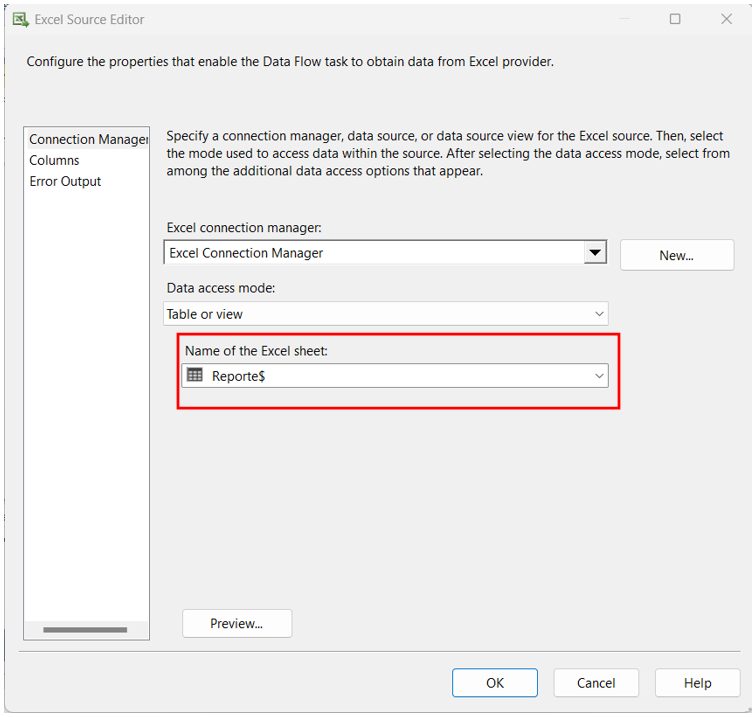 Excel Source Editor
Configure the properties that enable the Data Flow task to obtain data from Excel provider.
Connection Manager
Columns
Error Output
Specify a connection manager, data source, or data source view for the Excel source. Then, select
the mode used to access data within the source. After selecting the data access mode, select from
among the additional data access options that appear.
Excel connection manager:
Excel Connection Manager
New...
Data access mode:
Table or view
Name of the Excel sheet:
Reporte$
Preview...
OK
Cancel
Help